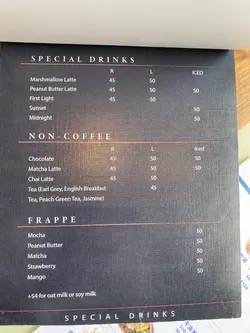 SPECIAL DRINKS
R L ICED
Marshmallow Latte 45 50
Peanut Butter Latte 45 50 50
First Light 45 50
Sunset 50
Midnight 50
NON-COFFEE
R L Iced
Chocolate 45 50 50
Matcha Latte 45 50 50
Chai Latte 45 50
Tea (Earl Grey, English Breakfast 45
Tea, Peach Green Tea, Jasmine)
FRAPPE
Mocha 50
Peanut Butter 50
Matcha 50
Strawberry 50
Mango 50
+$4 for oat milk or soy milk
SPECIAL DRINKS